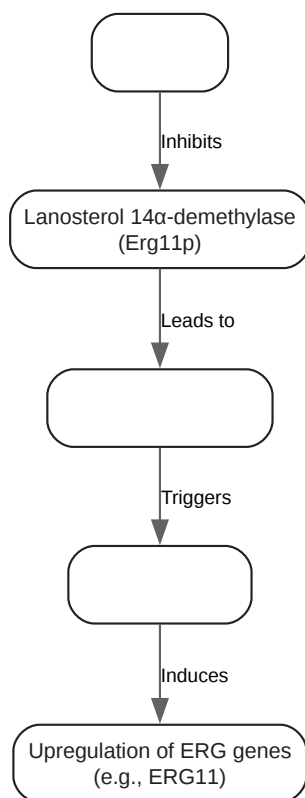 Inhibits
Lanosterol 14α-demethylase
(Erg11p)
Leads to
Triggers
Induces
Upregulation of ERG genes
(e.g., ERG11)